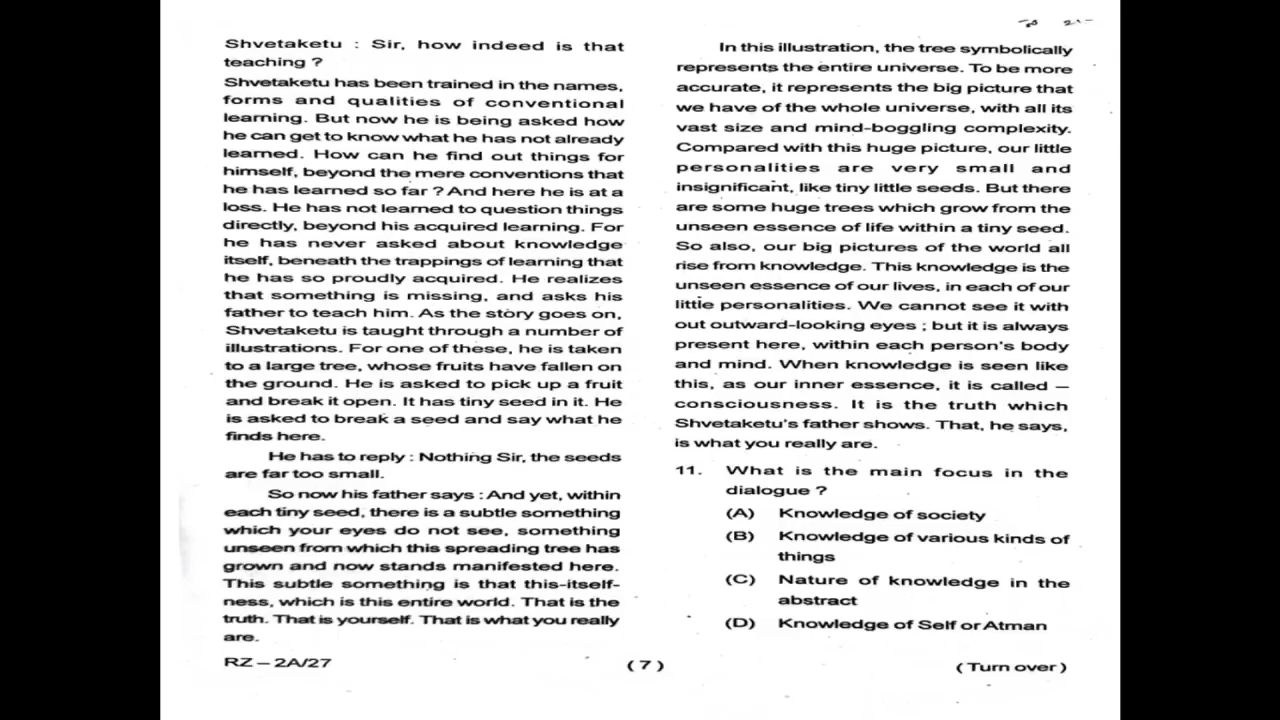 Shvetaketu : Sir, how indeed is that
teaching ?
Shvetaketu has been trained in the names,
forms and qualities of conventional
learning. But now he is being asked how
he can get to know what he has not already
learned. How can he find out things for
himself, beyond the mere conventions that
he has learned so far ? And here he is at a
loss. He has not learned to question things
directly, beyond his acquired learning. For
he has never asked about knowledge
itself, beneath the trappings of learning that
he has so proudly acquired. He realizes
that something is missing, and asks his
father to teach him. As the story goes on,
Shvetaketu is taught through a number of
illustrations. For one of these, he is taken
to a large tree, whose fruits have fallen on
the ground. He is asked to pick up a fruit
and break it open. It has tiny seed in it. He
is asked to break a seed and say what he
finds here.
He has to reply : Nothing Sir, the seeds
are far too small.
So now his father says : And yet, within
each tiny seed, there is a subtle something
which your eyes do not see, something
unseen from which this spreading tree has
grown and now stands manifested here.
This subtle something is that this-itself-
ness, which is this entire world. That is the
truth. That is yourself. That is what you really
are.
RZ – 2A/27
In this illustration, the tree symbolically
represents the entire universe. To be more
accurate, it represents the big picture that
we have of the whole universe, with all its
vast size and mind-boggling complexity.
Compared with this huge picture, our little
personalities are very small and
insignificant, like tiny little seeds. But there
are some huge trees which grow from the
unseen essence of life within a tiny seed.
So also, our big pictures of the world all
rise from knowledge. This knowledge is the
unseen essence of our lives, in each of our
little personalities. We cannot see it with
out outward-looking eyes ; but it is always
present here, within each person's body
and mind. When knowledge is seen like
this, as our inner essence, it is called –
consciousness. It is the truth which
Shvetaketu's father shows. That, he says,
is what you really are.
11. What is the main focus in the
dialogue ?
(A) Knowledge of society
(B) Knowledge of various kinds of
things
(C) Nature of knowledge in the
abstract
(D) Knowledge of Self or Atman
(7)
(Turn over)